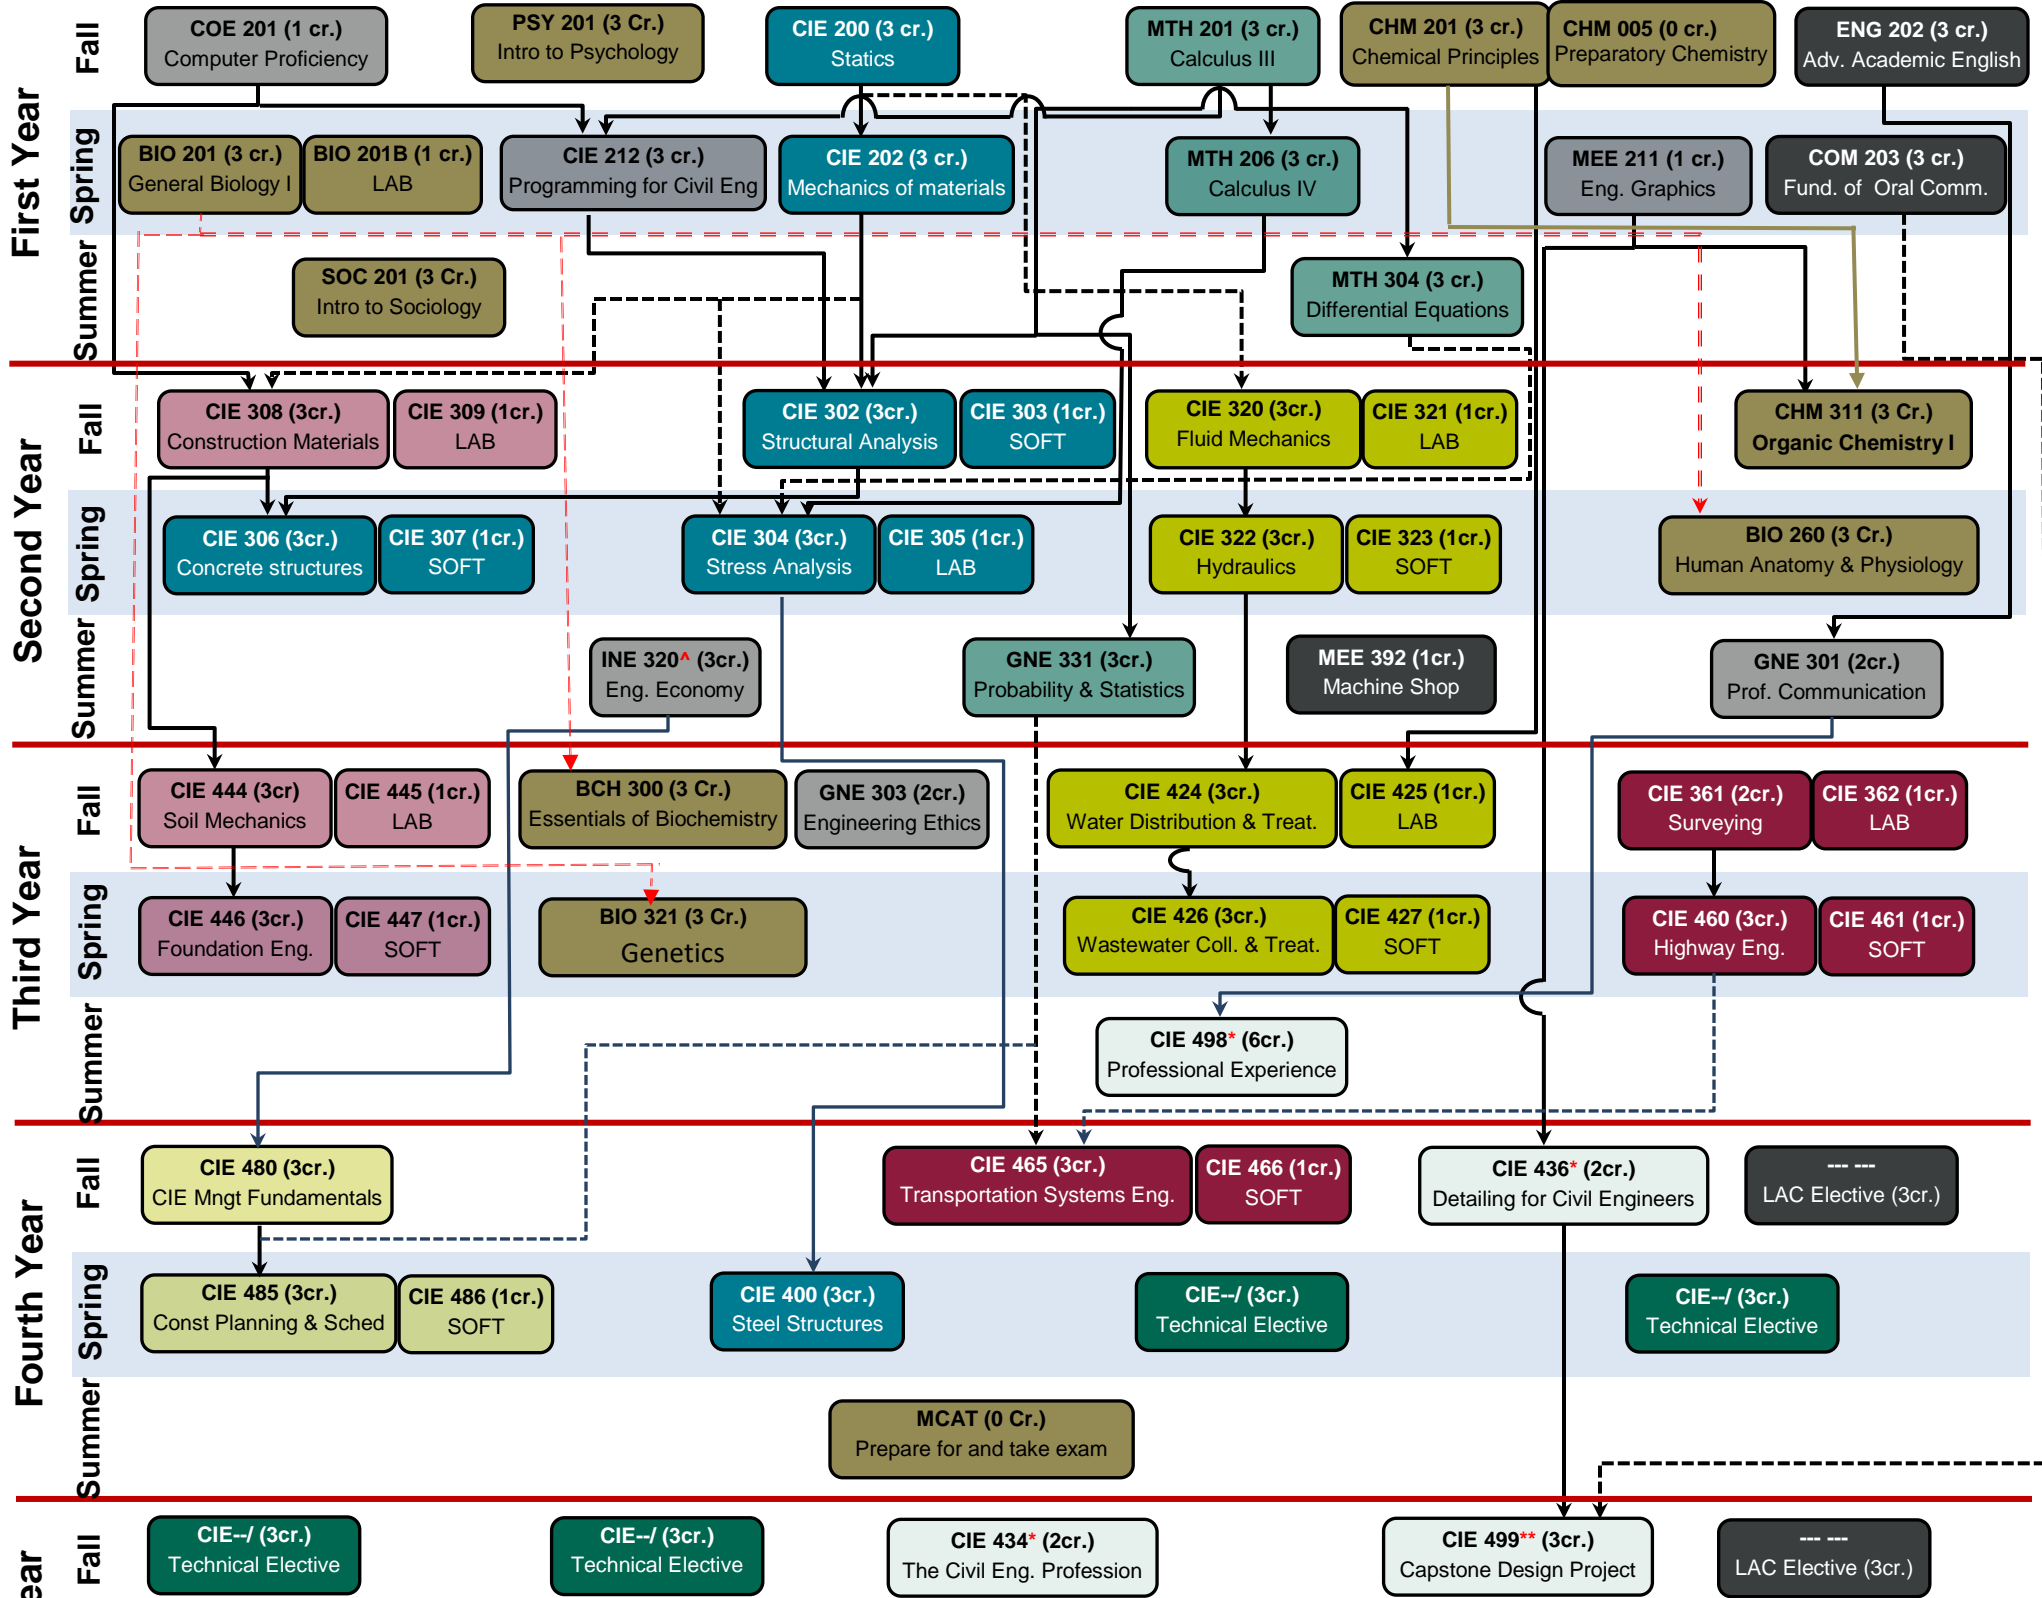 First Year
Fall
COE 201 (1 cr.)
Computer Proficiency
PSY 201 (3 Cr.)
Intro to Psychology
CIE 200 (3 cr.)
Statics
MTH 201 (3 cr.)
Calculus III
CHM 201 (3 cr.)
Chemical Principles
CHM 005 (0 cr.)
Preparatory Chemistry
ENG 202 (3 cr.)
Adv. Academic English
Spring
BIO 201 (3 cr.)
General Biology I
BIO 201B (1 cr.)
LAB
CIE 212 (3 cr.)
Programming for Civil Eng
CIE 202 (3 cr.)
Mechanics of materials
MTH 206 (3 cr.)
Calculus IV
MEE 211 (1 cr.)
Eng. Graphics
COM 203 (3 cr.)
Fund. of Oral Comm.
Summer
SOC 201 (3 Cr.)
Intro to Sociology
MTH 304 (3 cr.)
Differential Equations
Second Year
Fall
CIE 308 (3cr.)
Construction Materials
CIE 309 (1cr.)
LAB
CIE 302 (3cr.)
Structural Analysis
CIE 303 (1cr.)
SOFT
CIE 320 (3cr.)
Fluid Mechanics
CIE 321 (1cr.)
LAB
CHM 311 (3 Cr.)
Organic Chemistry I
Spring
CIE 306 (3cr.)
Concrete structures
CIE 307 (1cr.)
SOFT
CIE 304 (3cr.)
Stress Analysis
CIE 305 (1cr.)
LAB
CIE 322 (3cr.)
Hydraulics
CIE 323 (1cr.)
SOFT
BIO 260 (3 Cr.)
Human Anatomy & Physiology
Summer
INE 320^ (3cr.)
Eng. Economy
GNE 331 (3cr.)
Probability & Statistics
MEE 392 (1cr.)
Machine Shop
GNE 301 (2cr.)
Prof. Communication
Third Year
Fall
CIE 444 (3cr)
Soil Mechanics
CIE 445 (1cr.)
LAB
BCH 300 (3 Cr.)
Essentials of Biochemistry
GNE 303 (2cr.)
Engineering Ethics
CIE 424 (3cr.)
Water Distribution & Treat.
CIE 425 (1cr.)
LAB
CIE 361 (2cr.)
Surveying
CIE 362 (1cr.)
LAB
Spring
CIE 446 (3cr.)
Foundation Eng.
CIE 447 (1cr.)
SOFT
BIO 321 (3 Cr.)
Genetics
CIE 426 (3cr.)
Wastewater Coll. & Treat.
CIE 427 (1cr.)
SOFT
CIE 460 (3cr.)
Highway Eng.
CIE 461 (1cr.)
SOFT
Summer
CIE 498* (6cr.)
Professional Experience
Fourth Year
Fall
CIE 480 (3cr.)
CIE Mngt Fundamentals
CIE 465 (3cr.)
Transportation Systems Eng.
CIE 466 (1cr.)
SOFT
CIE 436* (2cr.)
Detailing for Civil Engineers
--- ---
LAC Elective (3cr.)
Spring
CIE 485 (3cr.)
Const Planning & Sched
CIE 486 (1cr.)
SOFT
CIE 400 (3cr.)
Steel Structures
CIE--/ (3cr.)
Technical Elective
CIE--/ (3cr.)
Technical Elective
Summer
MCAT (0 Cr.)
Prepare for and take exam
ear
Fall
CIE--/ (3cr.)
Technical Elective
CIE--/ (3cr.)
Technical Elective
CIE 434* (2cr.)
The Civil Eng. Profession
CIE 499** (3cr.)
Capstone Design Project
--- ---
LAC Elective (3cr.)